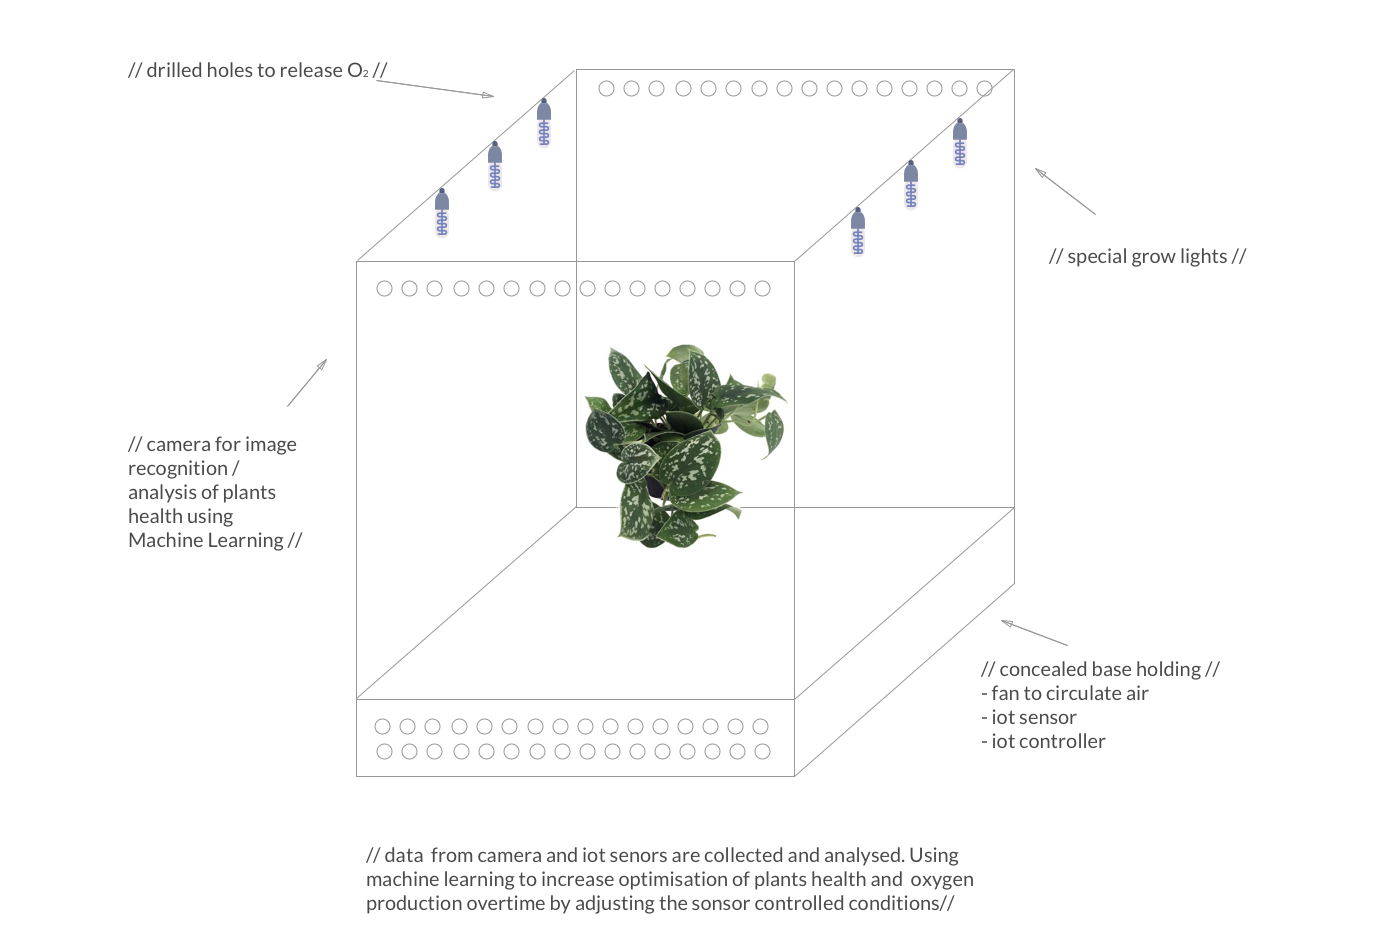 // drilled holes to release O₂ //
// special grow lights //
// camera for image
recognition /
analysis of plants
health using
Machine Learning //
// concealed base holding //
- fan to circulate air
- iot sensor
- iot controller
// data  from camera and iot senors are collected and analysed. Using
machine learning to increase optimisation of plants health and  oxygen
production overtime by adjusting the sonsor controlled conditions//